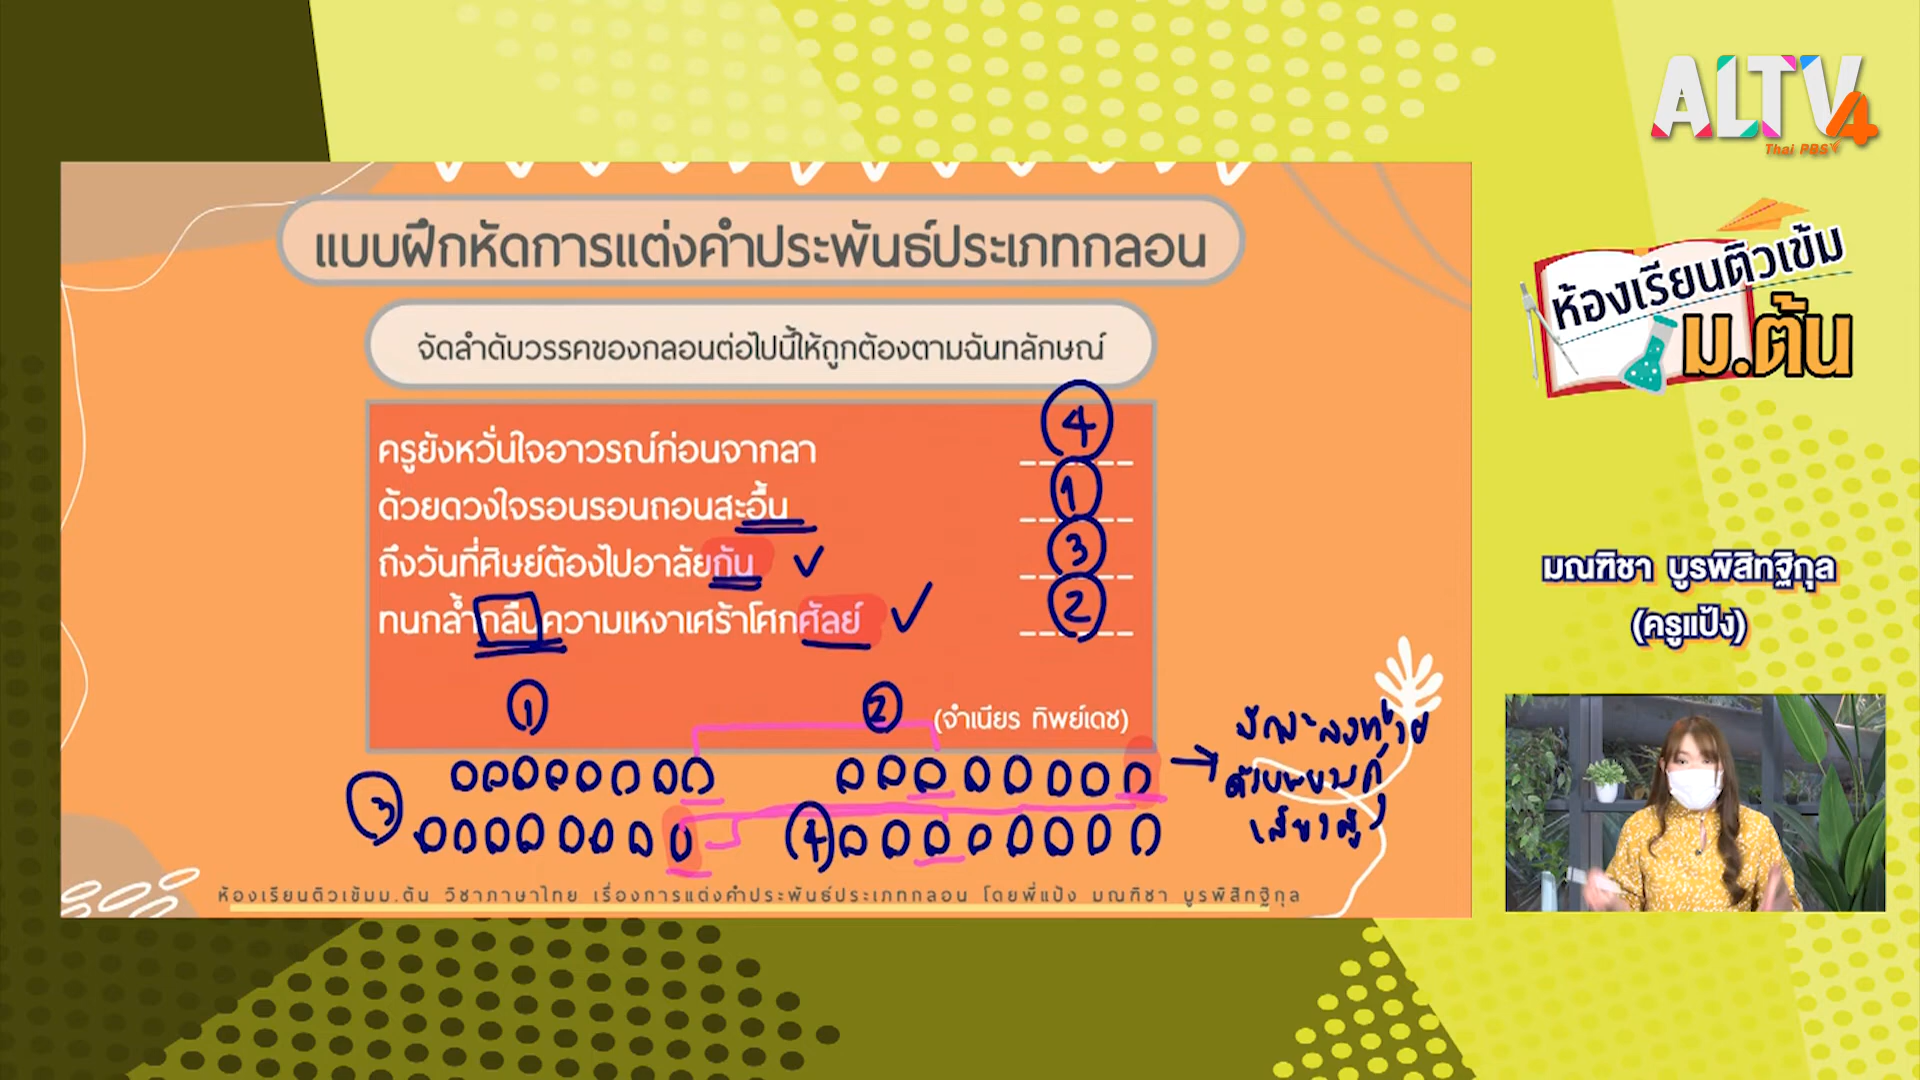 ALTV4
Thai PBS
ห้องเรียนติวเข้ม
ม.ต้น
แบบฝึกหัดการแต่งคำประพันธ์ประเภทกลอน
จัดลำดับวรรคของกลอนต่อไปนี้ให้ถูกต้องตามฉันทลักษณ์
ครูยังหวั่นใจอาวรณ์ก่อนจากลา 4
ด้วยดวงใจรอนรอนถอนสะอื้น 1
ถึงวันที่ศิษย์ต้องไปอาลัยกัน 3
ทนกล้ำกลืนความเหงาเศร้าโศกศัลย์ 2
(จำเนียร ทิพย์เดช)
1 2
3 4
มณฑิชา บูรพิสิทฐิกุล
(ครูแป้ง)
ห้องเรียนติวเข้มม.ต้น วิชาภาษาไทย เรื่องการแต่งคำประพันธ์ประเภทกลอน โดยพี่แป้ง มณฑิชา บูรพิสิทฐิกุล